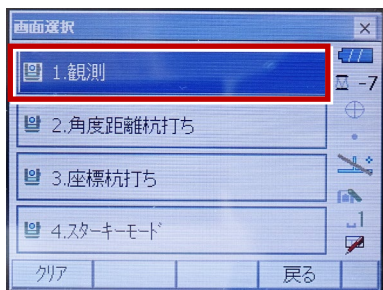 画面選択
1.観測
-7
2.角度距離杭打ち
3.座標杭打ち
4.スターキーモード
1
クリア
戻る